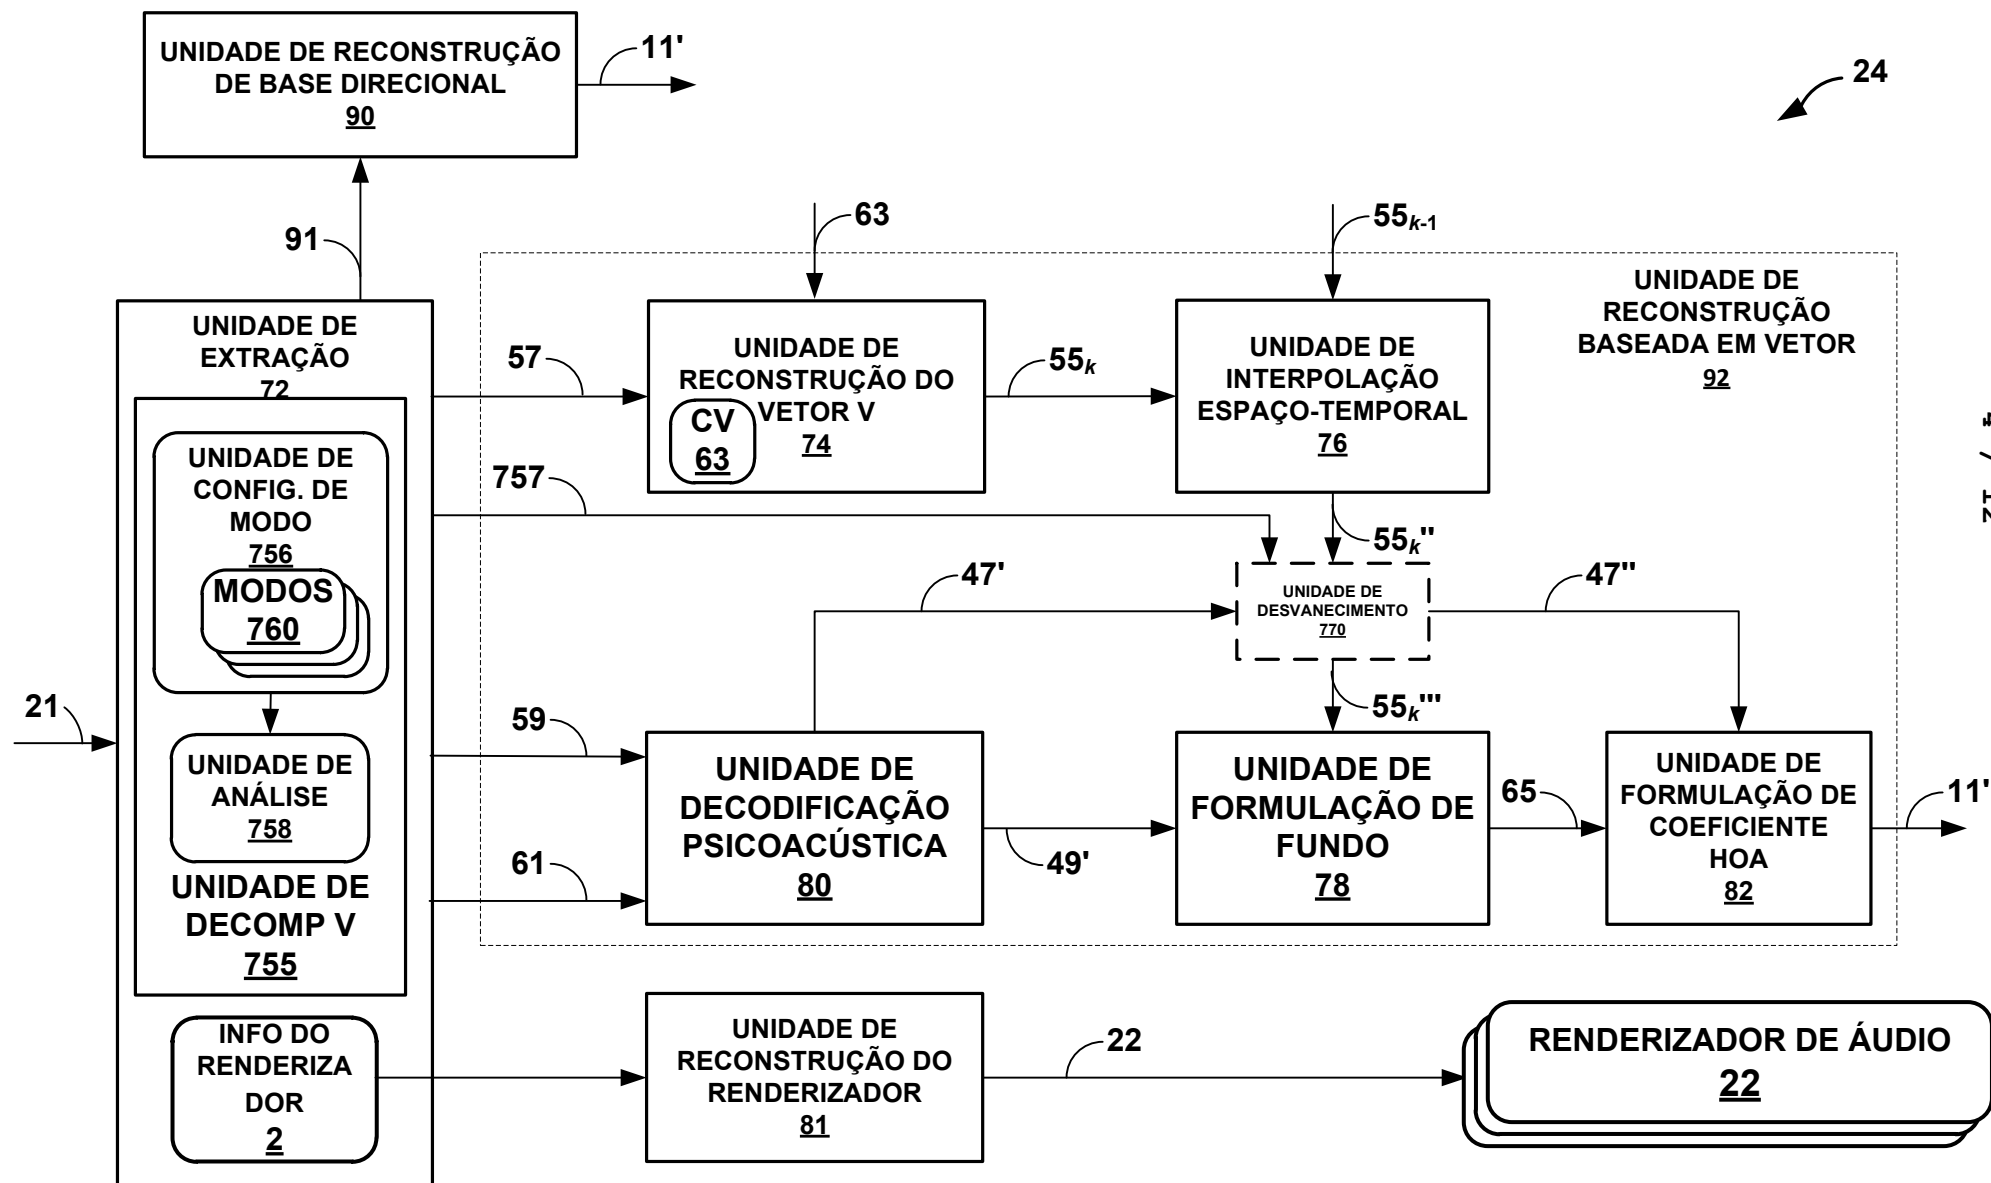 UNIDADE DE RECONSTRUÇÃO
DE BASE DIRECIONAL
90
11'
24
91
63
55k-1
UNIDADE DE
RECONSTRUÇÃO
BASEADA EM VETOR
92
UNIDADE DE
EXTRAÇÃO
72
57
UNIDADE DE
RECONSTRUÇÃO DO
VETOR V
74
CV
63
55k
UNIDADE DE
INTERPOLAÇÃO
ESPAÇO-TEMPORAL
76
UNIDADE DE
CONFIG. DE
MODO
756
MODOS
760
757
55k''
47'
UNIDADE DE
DESVANECIMENTO
770
47''
55k'''
21
59
UNIDADE DE
ANÁLISE
758
UNIDADE DE
DECOMP V
755
61
UNIDADE DE
DECODIFICAÇÃO
PSICOACÚSTICA
80
49'
UNIDADE DE
FORMULAÇÃO DE
FUNDO
78
65
UNIDADE DE
FORMULAÇÃO DE
COEFICIENTE
HOA
82
11'
INFO DO
RENDERIZA
DOR
2
UNIDADE DE
RECONSTRUÇÃO DO
RENDERIZADOR
81
22
RENDERIZADOR DE ÁUDIO
22